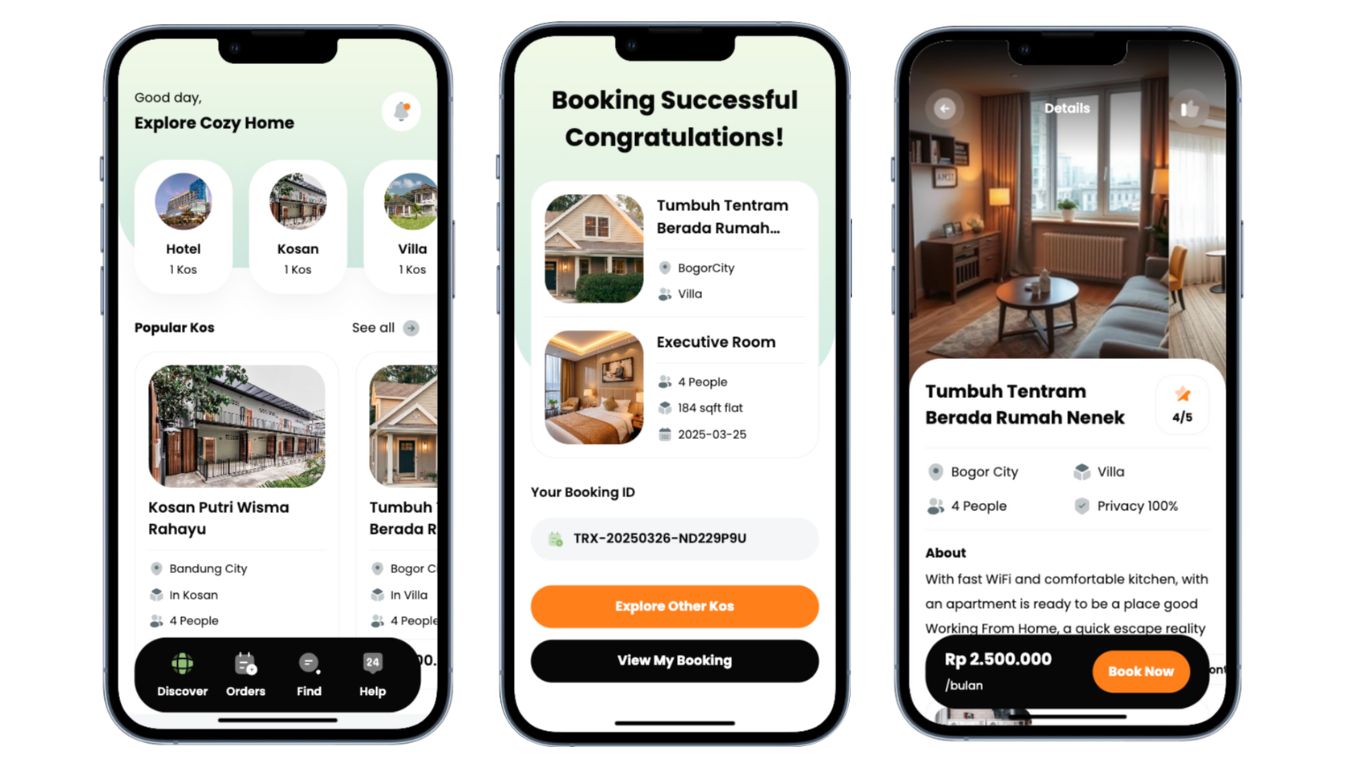 Good day,
Explore Cozy Home
Hotel
1 Kos
Kosan
1 Kos
Villa
1 Kos
Popular Kos
See all
Kosan Putri Wisma
Rahayu
Bandung City
In Kosan
4 People
Tumbuh
Berada R
Bogor C
In Villa
4 People
00.
Discover
Orders
Find
24
Help
Booking Successful
Congratulations!
Tumbuh Tentram
Berada Rumah...
BogorCity
Villa
Executive Room
4 People
184 sqft flat
2025-03-25
Your Booking ID
TRX-20250326-ND229P9U
Explore Other Kos
View My Booking
Details
Tumbuh Tentram
Berada Rumah Nenek
4/5
Bogor City
Villa
4 People
Privacy 100%
About
With fast WiFi and comfortable kitchen, with
an apartment is ready to be a place good
Working From Home, a quick escape reality
Rp 2.500.000
/bulan
Book Now
ont